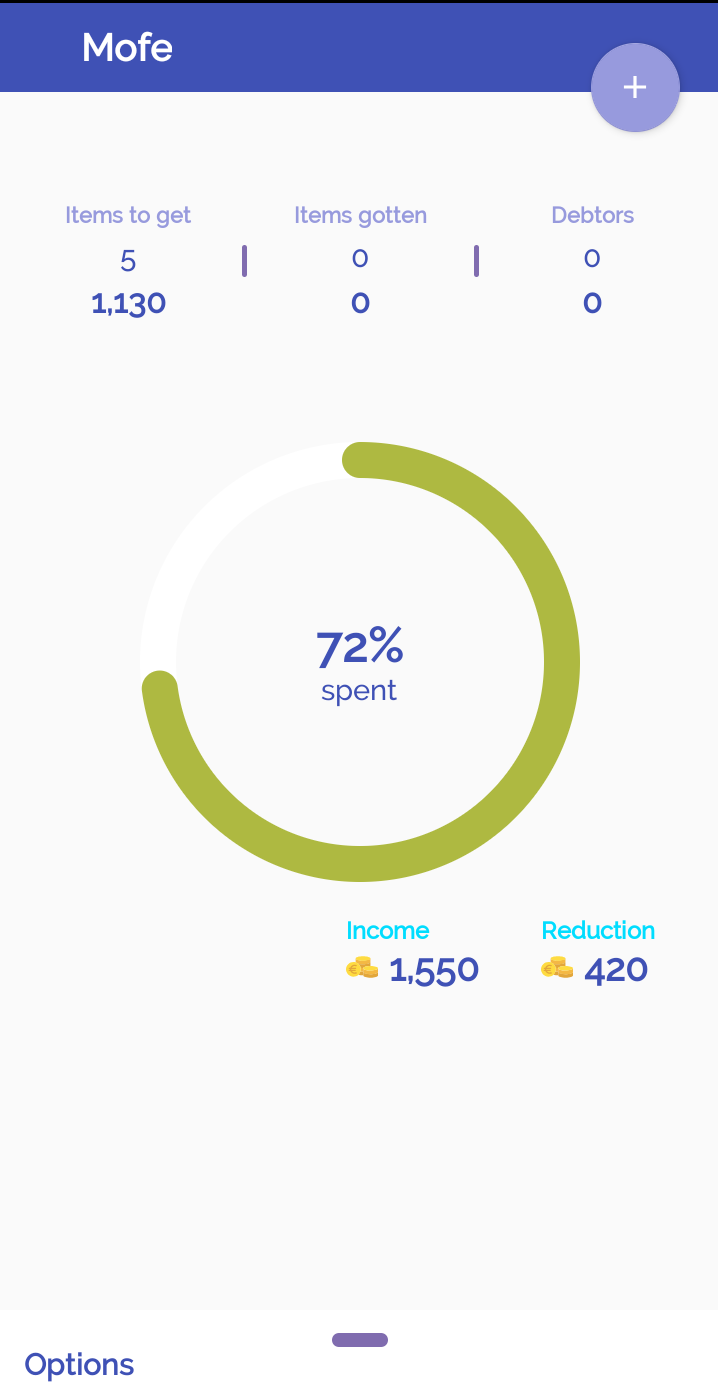 Mofe
+
Items to get Items gotten Debtors
5 0 0
1,130 0 0
72%
spent
Income Reduction
1,550 420
Options